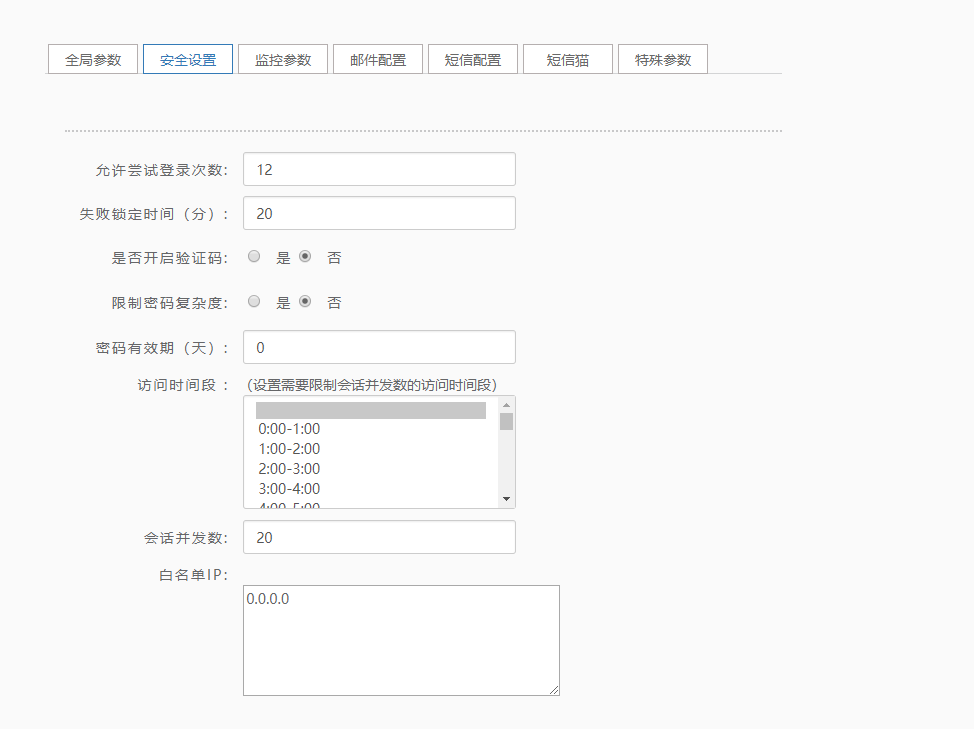 全局参数 安全设置 监控参数 邮件配置 短信配置 短信猫 特殊参数
允许尝试登录次数: 12
失败锁定时间（分）: 20
是否开启验证码: 是 否
限制密码复杂度: 是 否
密码有效期（天）: 0
访问时间段 : （设置需要限制会话并发数的访问时间段）
0:00-1:00
1:00-2:00
2:00-3:00
3:00-4:00
4:00-5:00
会话并发数: 20
白名单IP:
0.0.0.0